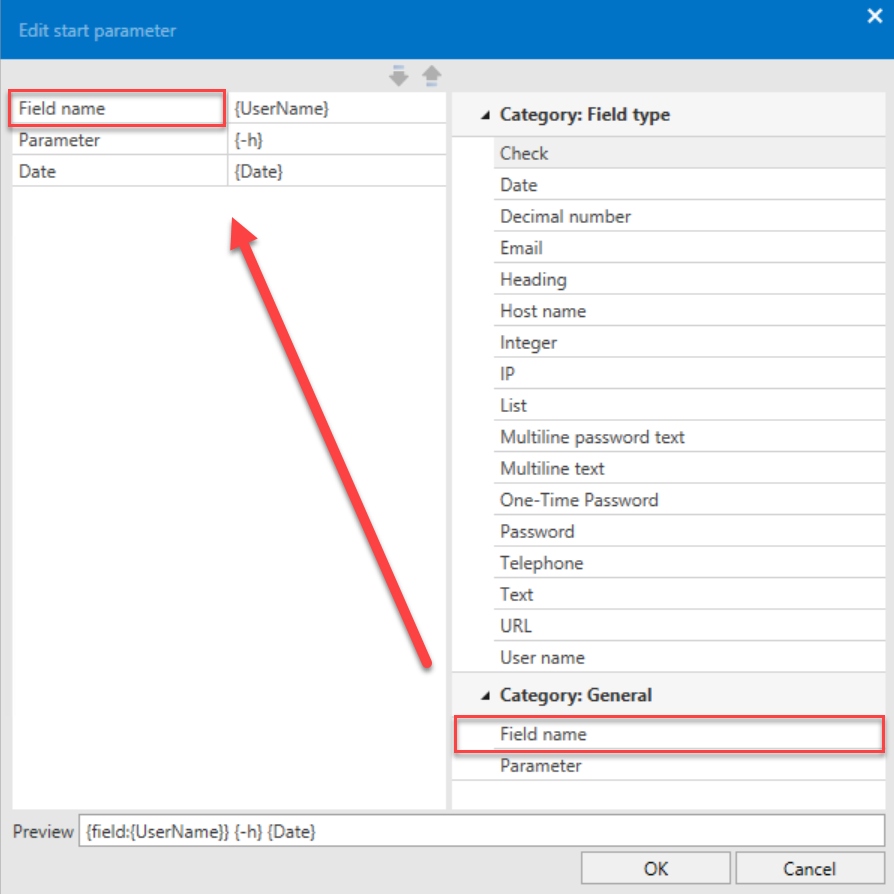 Edit start parameter
Field name {UserName}
Parameter {-h}
Date {Date}
Category: Field type
Check
Date
Decimal number
Email
Heading
Host name
Integer
IP
List
Multiline password text
Multiline text
One-Time Password
Password
Telephone
Text
URL
User name
Category: General
Field name
Parameter
Preview {field:{UserName}} {-h} {Date}
OK Cancel